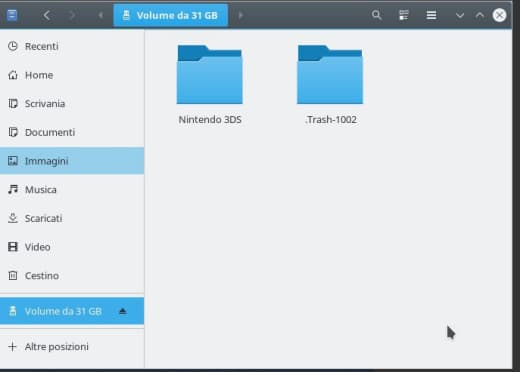 Volume da 31 GB
Recenti
Home
Scrivania
Documenti
Immagini
Musica
Scaricati
Video
Cestino
Volume da 31 GB
Altre posizioni
Nintendo 3DS
.Trash-1002